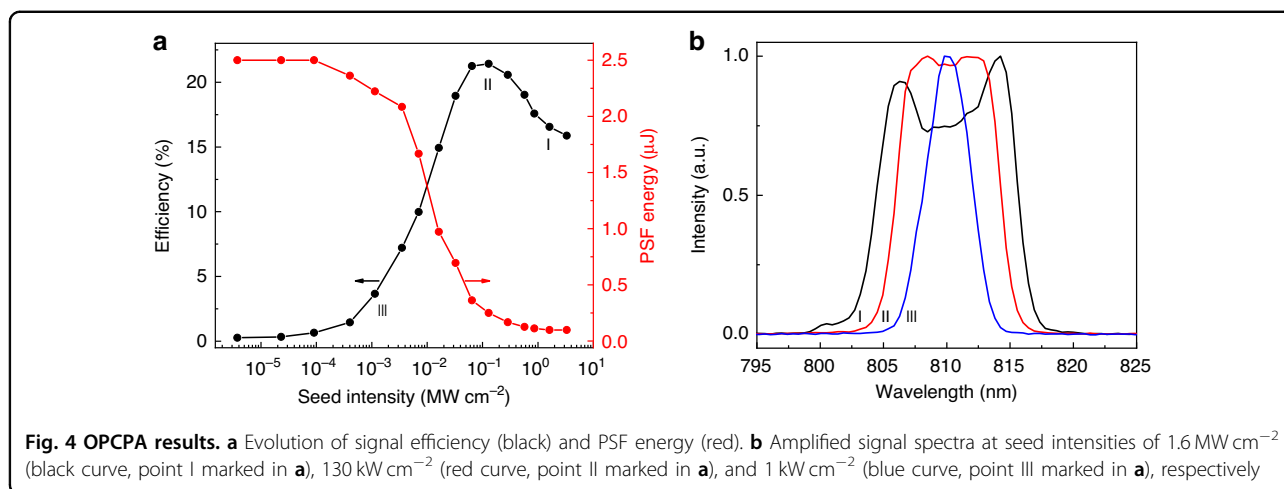 a
20
15
10
5
0
Efficiency (%)
2.5
2.0
1.5
1.0
0.5
0.0
PSF energy (μJ)
II
I
III
10⁻⁵ 10⁻⁴ 10⁻³ 10⁻² 10⁻¹ 10⁰ 10¹
Seed intensity (MW cm⁻²)
b
1.0
0.5
0.0
Intensity (a.u.)
I II III
795 800 805 810 815 820 825
Wavelength (nm)
Fig. 4 OPCPA results. a Evolution of signal efficiency (black) and PSF energy (red). b Amplified signal spectra at seed intensities of 1.6 MW cm⁻²
(black curve, point I marked in a), 130 kW cm⁻² (red curve, point II marked in a), and 1 kW cm⁻² (blue curve, point III marked in a), respectively